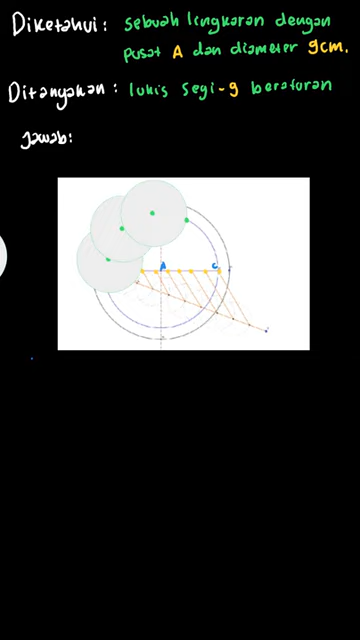 Diketahui: sebuah lingkaran dengan
pusat A dan diameter 9cm.
Ditanyakan: lukis segi-9 beraturan
Jawab:
A